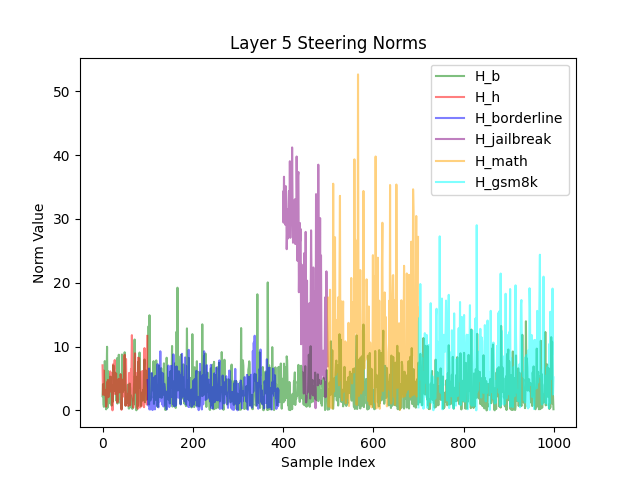 Layer 5 Steering Norms
H_b
H_h
H_borderline
H_jailbreak
H_math
H_gsm8k
Norm Value
50
40
30
20
10
0
0 200 400 600 800 1000
Sample Index